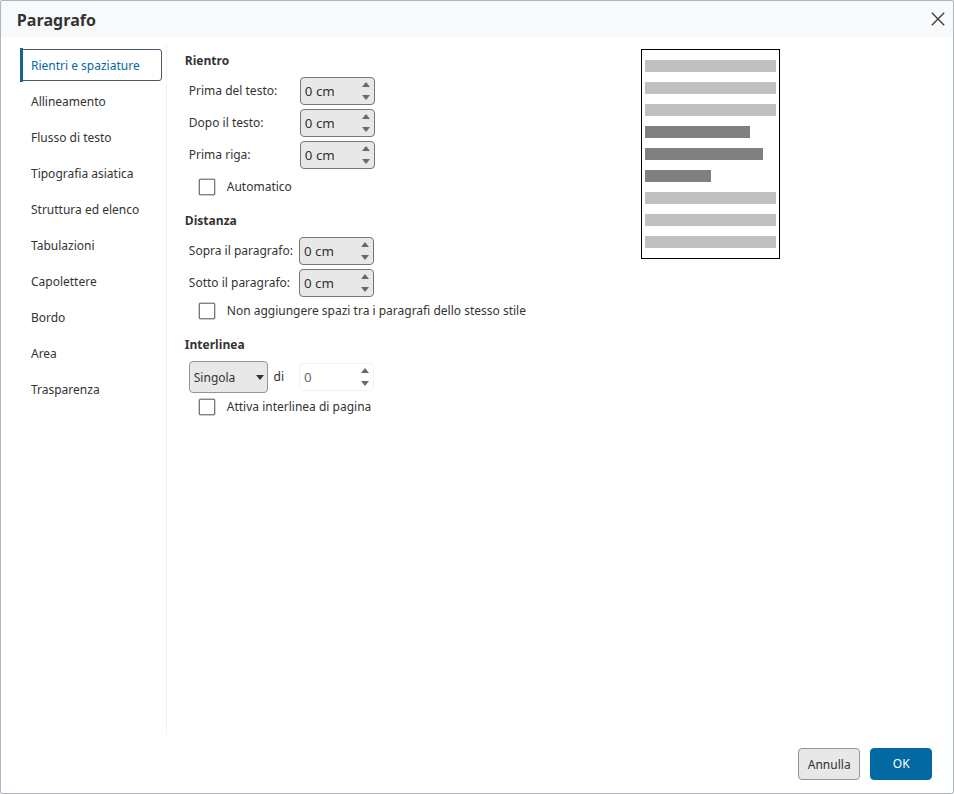 Paragrafo
Rientri e spaziature
Allineamento
Flusso di testo
Tipografia asiatica
Struttura ed elenco
Tabulazioni
Capolettere
Bordo
Area
Trasparenza
Rientro
Prima del testo: 0 cm
Dopo il testo: 0 cm
Prima riga: 0 cm
Automatico
Distanza
Sopra il paragrafo: 0 cm
Sotto il paragrafo: 0 cm
Non aggiungere spazi tra i paragrafi dello stesso stile
Interlinea
Singola di 0
Attiva interlinea di pagina
Annulla OK